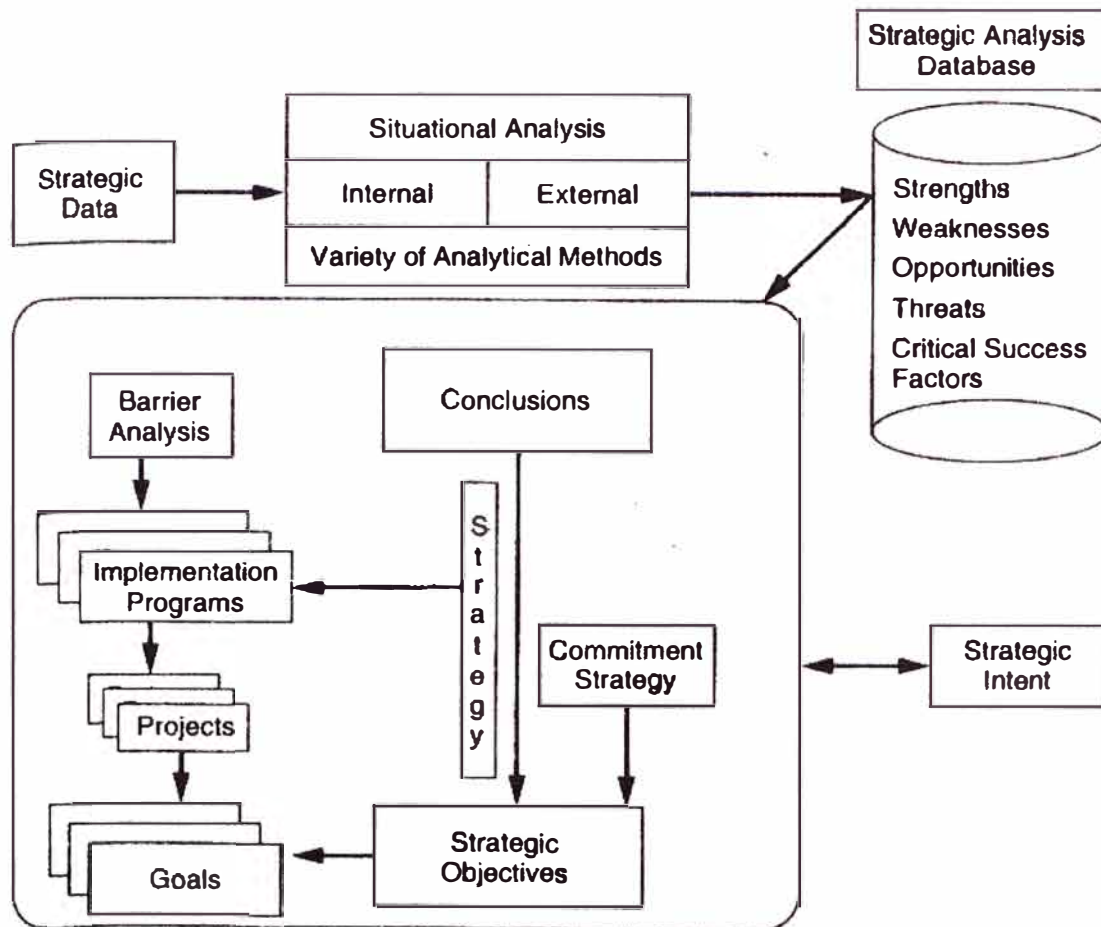 Strategic Analysis
Database
Situational Analysis
Strategic
Data
Internal
External
Variety of Analytical Methods
Strengths
Weaknesses
Opportunities
Threats
Critical Success
Factors
Barrier
Analysis
Conclusions
Strategy
Implementation
Programs
Commitment
Strategy
Strategic
Intent
Projects
Strategic
Objectives
Goals